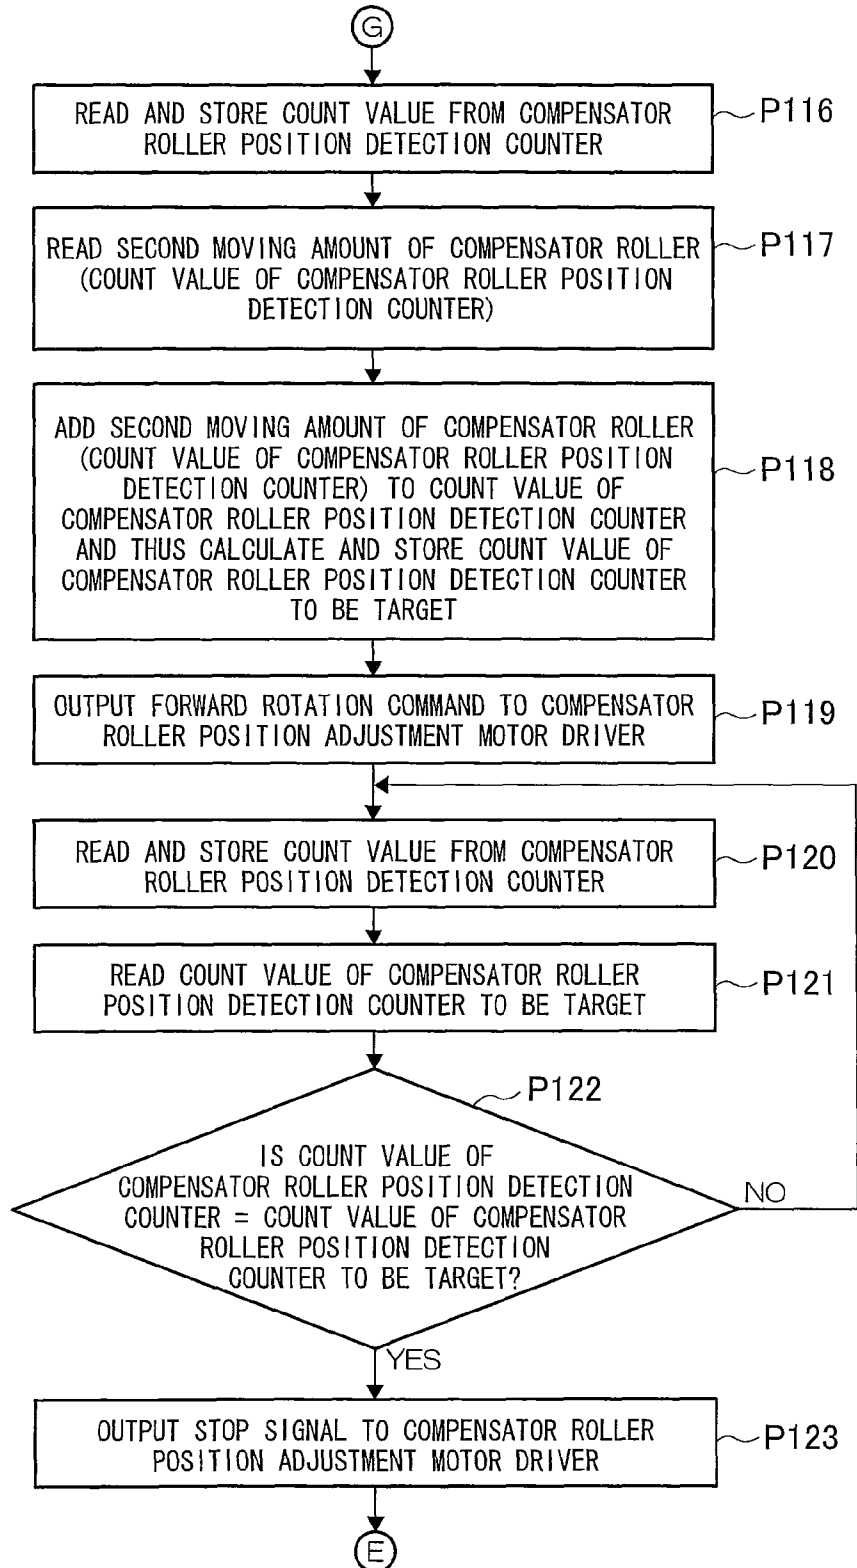 G
READ AND STORE COUNT VALUE FROM COMPENSATOR
ROLLER POSITION DETECTION COUNTER
P116
READ SECOND MOVING AMOUNT OF COMPENSATOR ROLLER
(COUNT VALUE OF COMPENSATOR ROLLER POSITION
DETECTION COUNTER)
P117
ADD SECOND MOVING AMOUNT OF COMPENSATOR ROLLER
(COUNT VALUE OF COMPENSATOR ROLLER POSITION
DETECTION COUNTER) TO COUNT VALUE OF
COMPENSATOR ROLLER POSITION DETECTION COUNTER
AND THUS CALCULATE AND STORE COUNT VALUE OF
COMPENSATOR ROLLER POSITION DETECTION COUNTER
TO BE TARGET
P118
OUTPUT FORWARD ROTATION COMMAND TO COMPENSATOR
ROLLER POSITION ADJUSTMENT MOTOR DRIVER
P119
READ AND STORE COUNT VALUE FROM COMPENSATOR
ROLLER POSITION DETECTION COUNTER
P120
READ COUNT VALUE OF COMPENSATOR ROLLER
POSITION DETECTION COUNTER TO BE TARGET
P121
P122
IS COUNT VALUE OF
COMPENSATOR ROLLER POSITION DETECTION
COUNTER = COUNT VALUE OF COMPENSATOR
ROLLER POSITION DETECTION
COUNTER TO BE TARGET?
NO
YES
OUTPUT STOP SIGNAL TO COMPENSATOR ROLLER
POSITION ADJUSTMENT MOTOR DRIVER
P123
E